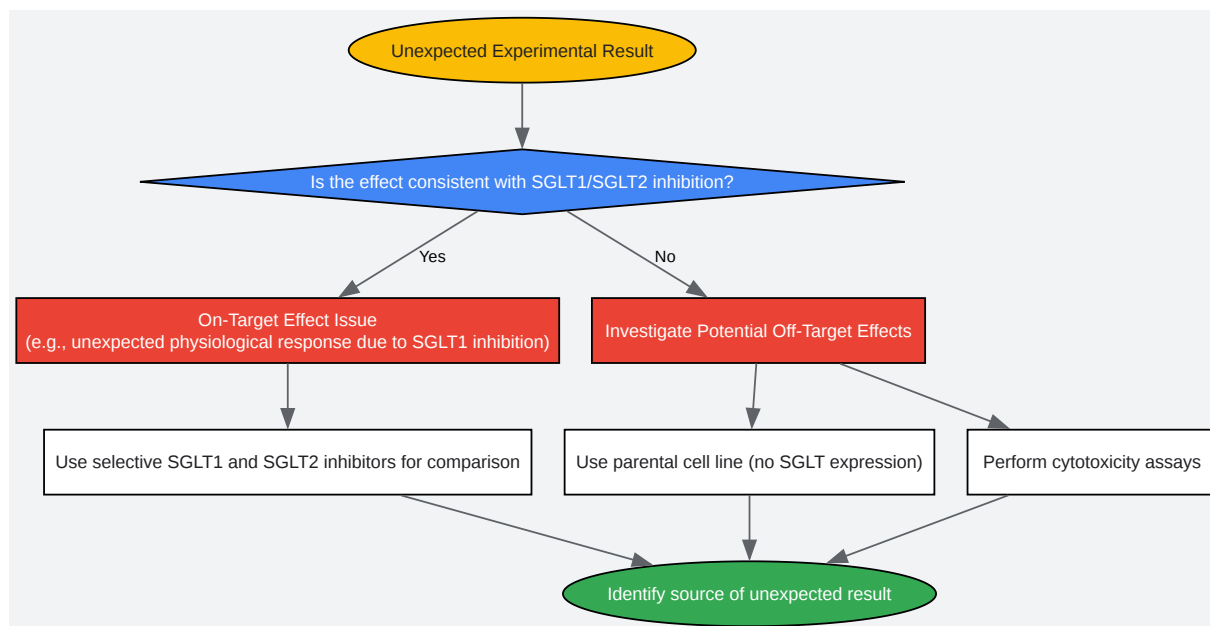 Unexpected Experimental Result
Is the effect consistent with SGLT1/SGLT2 inhibition?
Yes
No
On-Target Effect Issue
(e.g., unexpected physiological response due to SGLT1 inhibition)
Investigate Potential Off-Target Effects
Use selective SGLT1 and SGLT2 inhibitors for comparison
Use parental cell line (no SGLT expression)
Perform cytotoxicity assays
Identify source of unexpected result